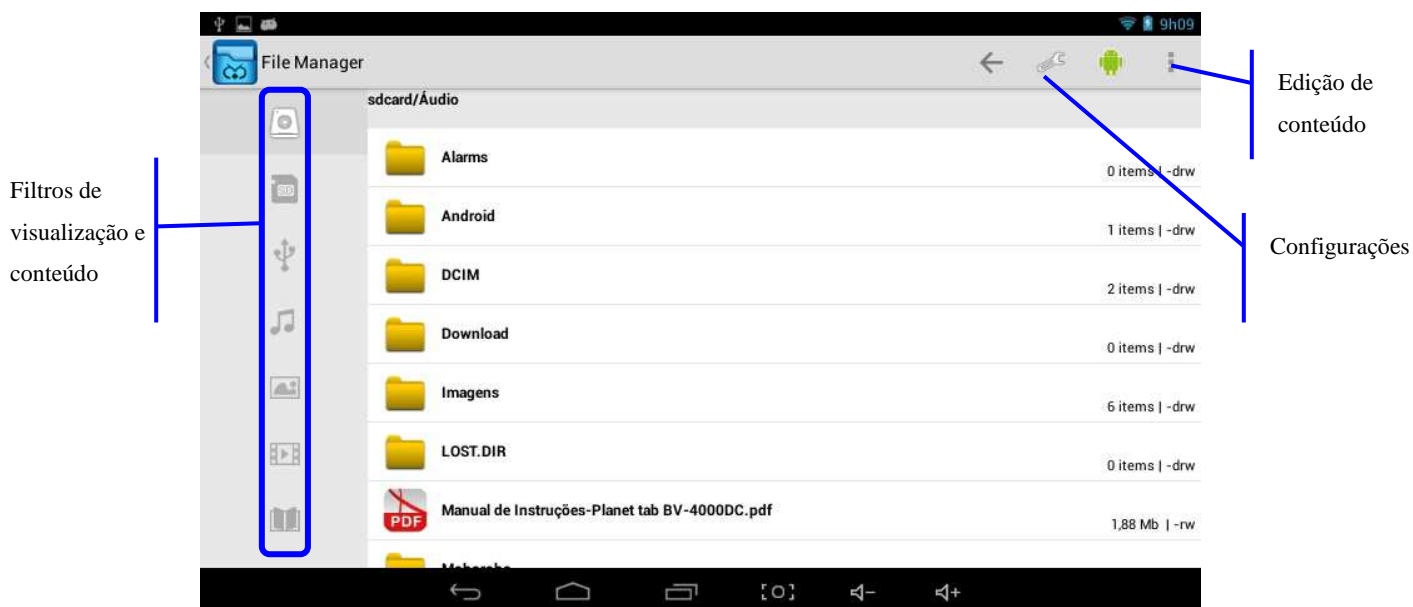 9h09
File Manager
sdcard/Áudio
Alarms
0 items | -drw
Android
1 items | -drw
DCIM
2 items | -drw
Download
0 items | -drw
Imagens
6 items | -drw
LOST.DIR
0 items | -drw
Manual de Instruções-Planet tab BV-4000DC.pdf
PDF
1,88 Mb | -rw
SD
Filtros de
visualização e
conteúdo
Edição de
conteúdo
Configurações